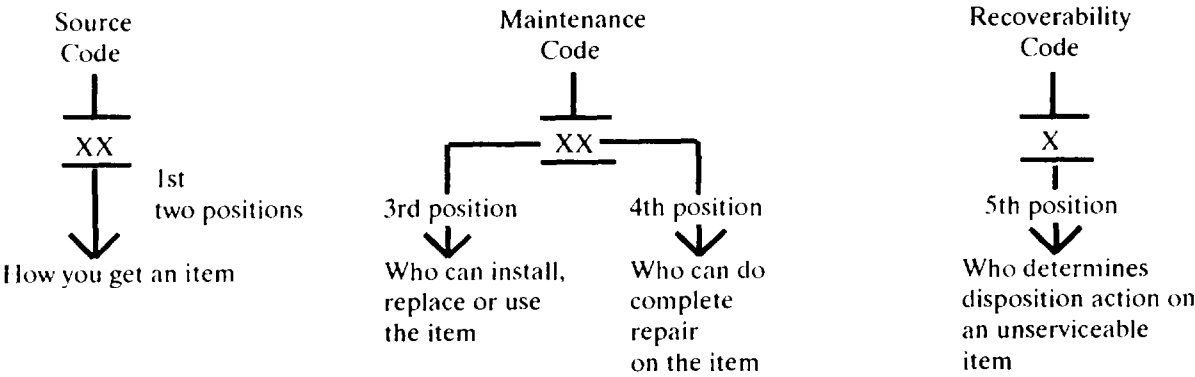 Source
Code
XX
1st
two positions
How you get an item
Maintenance
Code
XX
3rd position
Who can install,
replace or use
the item
4th position
Who can do
complete
repair
on the item
Recoverability
Code
X
5th position
Who determines
disposition action on
an unserviceable
item